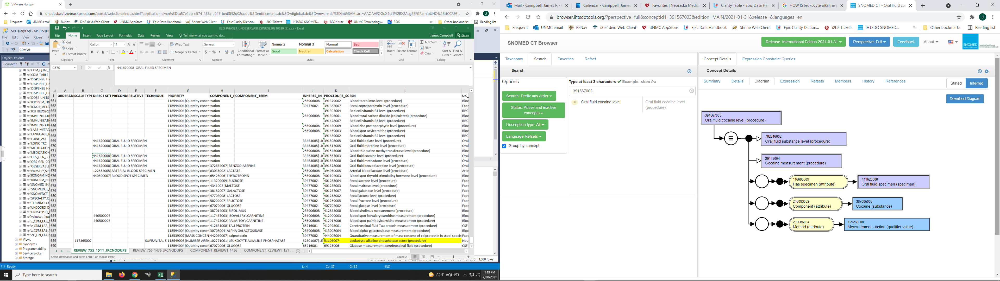 VMware Horizon
onedeskws1.nebraskamed.com/portal/webclient/index.html?applicationId=cn%3Dca57e1eb-e574-433a-a047-bed3f92d02cc,ou%3Dentitlements,dc%3Dvdiglobal,dc%3Dvmware,dc%3Dint&SAMLart=AAQAAFQGuX4ei1%2BX2Acg2EFGRzrnIpUHQ%2BttCCR93...
Frequent UNMC email RxNav i2b2 deid Web Client UNMC AppStore Epic Data Handbook Shrine Web Client Epic Clarity Diction... i2b2 Tickets IHTSDO SNOMED... BD2K trac UNMC Terminology... BOX » Other bookmarks Reading list
SQLQuery1.sql - GPRITSQL0
File Edit View Query
CDMV6
Object Explorer
Connect
ref.CDM_QUAL_
ref.CDM_TABLE_
ref.DISPENSE_HX
ref.DISPENSE_HX
ref.DISPENSE_HX
ref.DISPENSE_HX
ref.DOSE_UNITS_
ref.ICD10CM_TR
ref.ICDO3_META
ref.ICU_BEDS202
ref.IMMUNIZATI
ref.IMMUNIZATI
ref.IMMUNIZATI
ref.LABS_METAD
ref.LANGUAGE_
ref.LOINC_264
ref.LOINC_TRC
ref.MEDICATION
ref.MEDICATION
ref.OBS_GEN_CO
ref.OBS_GEN_CO
ref.OBSERVABLE
ref.PRIMARY_SPE
ref.RXNORM_ND
ref.RXNORM_ND
ref.SNOMED_INA
ref.SNOMEDCT_
ref.SNOMEDCT_
ref.SPECIALTY_C
ref.TERMINOLOG
ref.UNCODED_D
ref.UNMAPPED_
ref.valueset_inpu
ref.z_CDM_LAB_
ref.z_CDM_LAB_
ref.z_CDM_LAB_
ref.ZC_FIN_CLAS
Views
Synonyms
Programmability
Service Broker
Storage
E2O_PHASE1_UKOBSERVABLESINUSE20210629 (2).xlsx - Excel
File Home Insert Page Layout Formulas Data Review View Tell me what you want to do... James Campbell Share
Paste Cut Copy Format Painter Clipboard
Calibri 11 B I U Font
Wrap Text Merge & Center Alignment
General $ % , Number
Conditional Formatting Format as Table
Normal 2 Normal 3 Normal Bad
Good Neutral Calculation Check Cell
Styles
Insert Delete Format Cells
AutoSum Fill Clear Sort & Filter Find & Select Editing
C670 fx 441620008|ORAL FLUID SPECIMEN
A B C D E F G H I J K L
1 ORDERAB SCALE TYPE DIRECT SITE PRECOND RELATIVE TECHNIQUE PROPERTY COMPONENT_F COMPONENT_TERM INHERES_IN PROCEDURE_SC FSN UK_
661 118594004|Quantity conentration 256906008 391379002 Blood tacrolimus level (procedure) Bloo
662 118594004|Quantity conentration 39477002 391382007 Fecal coproporphyrin level (procedure) Faec
663 118594004|Quantity conentration 391392004 Red cell vitamin B1 level (procedure) RBC
664 118594004|Quantity conentration 256906008 391396001 Blood total carbon dioxide (calculated) (procedure) Bloo
665 118594004|Quantity conentration 391428007 Red cell vitamin B6 level (procedure) RBC
666 118594004|Quantity conentration 256906008 391430009 Blood zinc protoporphyrin level (procedure) Bloo
667 118594004|Quantity conentration 256906008 391469003 Blood spot acylcarnitine (procedure) Bloo
668 118594004|Quantity conentration 391489002 Red cell vitamin B2 level (procedure) RBC
669 441620008|ORAL FLUID SPECIMEN 118594004|Quantity conentration 33463005|LI 391508005 Oral fluid opiate level (procedure) Oral
670 441620008|ORAL FLUID SPECIMEN 118594004|Quantity conentration 33463005|LI 391517005 Oral fluid morphine level (procedure) Oral
671 118594004|Quantity conentration 256906008 391543006 Blood thiopurine methyltransferase level (procedure) Bloo
672 441620008|ORAL FLUID SPECIMEN 118594004|Quantity conentration 33463005|LI 391567003 Oral fluid cocaine level (procedure) Oral
673 441620008|ORAL FLUID SPECIMEN 118594004|Quantity conentration 33463005|LI 391568008 Oral fluid methadone level (procedure) Oral
674 441620008|ORAL FLUID SPECIMEN 118594004|Quantity conen 372664007|BENZODIAZEPINE 33463005|LI 391578006 Oral fluid benzodiazepine level (procedure) Oral
675 122552005|ARTERIAL BLOOD SPECIMEN 118594004|Quantity conen 83036002|LACTATE 256906008 394960005 Arterial blood lactate level (procedure) Arte
676 440500007|BLOOD SPOT SPECIMEN 118594004|Quantity conen 65428006|THYROTROPIN 256906008 401102003 Blood spot thyroid stimulating hormone level (procedure) Bloo
677 118594004|Quantity conen 113200009|SUCROSE 39477002 401255004 Fecal sucrose level (procedure) Faec
678 118594004|Quantity conen 4341002|MALTOSE 39477002 401256003 Fecal maltose level (procedure) Faec
679 118594004|Quantity conen 38182007|GALACTOSE 39477002 401257007 Fecal galactose level (procedure) Faec
680 118594004|Quantity conen 47703008|LACTOSE 39477002 401258002 Fecal lactose level (procedure) Faec
681 118594004|Quantity conen 58202007|FRUCTOSE 39477002 401259005 Fecal fructose level (procedure) Faec
682 118594004|Quantity conen 67079006|GLUCOSE 39477002 407702002 Fecal glucose level (procedure) Faec
683 118594004|Quantity conen 387014003|SIROLIMUS 256906008 412833008 Blood sirolimus measurement (procedure) Bloo
684 440500007 118594004|Quantity conen 117467003|ISOVALERYLCARNITINE 256906008 412909003 Blood spot isovalerylcarnitine measurement (procedure) Bloo
685 440500007 118594004|Quantity conen 117473002|PALMITOYLCARNITINE 256906008 412917006 Blood spot palmitoylcarnitine measurement (procedure) Bloo
686 118594004|Quantity conen 412631008|TAU PROTEIN 65216001 412923001 Cerebrospinal fluid Tau protein measurement (procedure) CSF
687 118594004|Quantity conen 30708004|ALPHA GALACTOSIDASE 256906008 413008004 Blood alpha-galactosidase measurement (procedure) Bloo
688 118539007|MASS CONCEN 442069007|calprotectin 39477002 444006004 Quantitative measurement of mass content of calprotectin in stool specim Faec
689 117365007 SUPRAVITAL S 118549005|NUMBER AREIC 102771001|LEUKOCYTE ALKALINE PHOSPHATASE 52501007|LE 51106007 Leukocyte alkaline phosphatase score (procedure) Neu
690 118594004|Quantity conen 67079006|GLUCOSE 65216001 69125006 Glucose measurement, cerebrospinal fluid (procedure) CSF
... REVIEW_755_1511_JRCNODUPS REVIEW_755_1436_JRCNODUPS COMPONENT_REVIEW1_1436 COMPONENT_REVIEW1_151 ...
Select destination and press ENTER or choose Paste Count: 2
1,000 rows
Ready Ln 4 Col 35 Ch 35 INS
Type here to search 82°F AQI 153 1:19 PM
7/30/2021
Mail - Campbell, James R - Calendar - Campbell, James Favorites | Nebraska Medici Clarity Table - Epic Data Han HOW IS leukocyte alkaline p SNOMED CT - Oral fluid co
browser.ihtsdotools.org/?perspective=full&conceptId1=391567003&edition=MAIN/2021-01-31&release=&languages=en
Frequent UNMC email RxNav i2b2 deid Web Client UNMC AppStore Epic Data Handbook Shrine Web Client Epic Clarity Diction... i2b2 Tickets IHTSDO SNOMED... » Other bookmarks Reading list
SNOMED CT Browser
Release: International Edition 2021-01-31 Perspective: Full Feedback About
SNOMED International
Leading healthcare terminology, worldwide
Taxonomy Search Favorites Refset
Search
Options
Search: Prefix any order
Status: Active and inactive
concepts
Description type: All
Language Refsets
Group by concept
Type at least 3 characters ✔ Example: shou fra
391567003
Oral fluid cocaine level Oral fluid cocaine level
(procedure)
Concept Details Expression Constraint Queries
Concept Details
Summary Details Diagram Expression Refsets Members History References Stated Inferred
Download Diagram
391567003
Oral fluid cocaine level (procedure)
782816002
Oral fluid substance level (procedure)
29142004
Cocaine measurement (procedure)
116686009
Has specimen (attribute)
441620008
Oral fluid specimen (specimen)
246093002
Component (attribute)
387085005
Cocaine (substance)
260686004
Method (attribute)
129266000
Measurement - action (qualifier value)